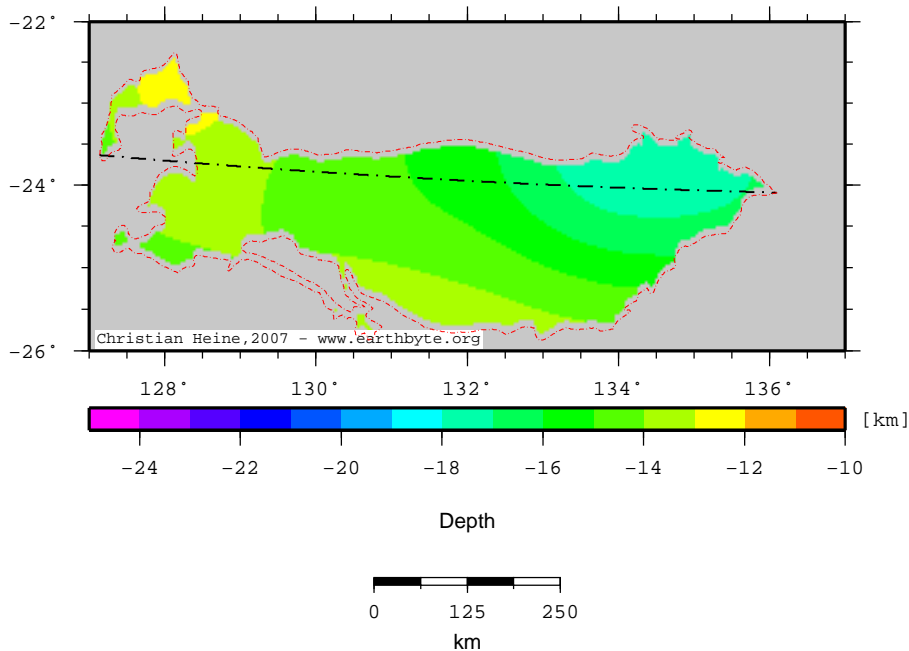 −22°
−24°
−26°
Christian Heine,2007 − www.earthbyte.org
128° 130° 132° 134° 136°
[km]
−24 −22 −20 −18 −16 −14 −12 −10
Depth
0 125 250
km